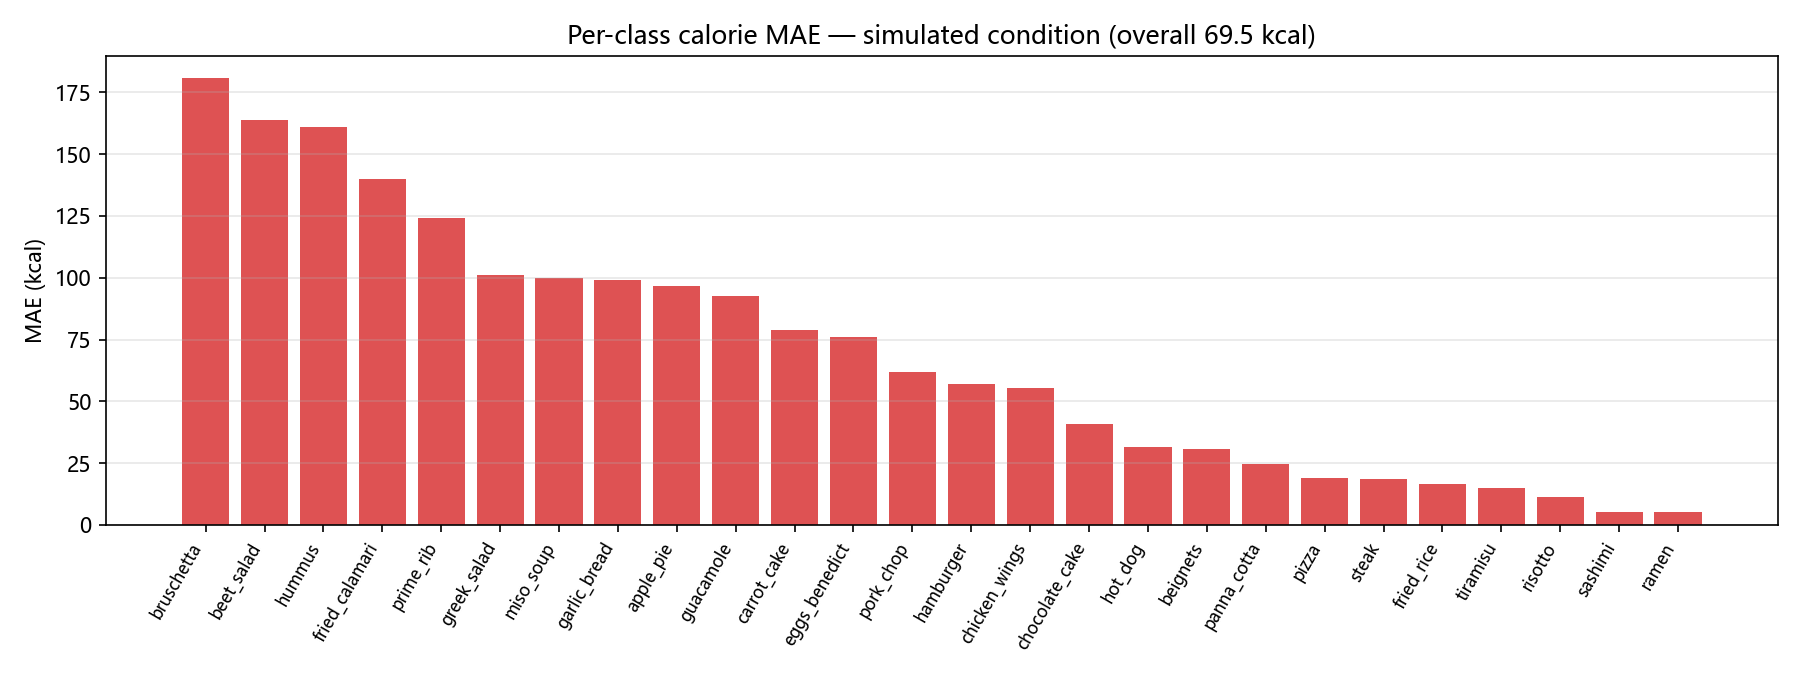 Per-class calorie MAE — simulated condition (overall 69.5 kcal)
MAE (kcal)
175
150
125
100
75
50
25
0
bruschetta
beet_salad
hummus
fried_calamari
prime_rib
greek_salad
miso_soup
garlic_bread
apple_pie
guacamole
carrot_cake
eggs_benedict
pork_chop
hamburger
chicken_wings
chocolate_cake
hot_dog
beignets
panna_cotta
pizza
steak
fried_rice
tiramisu
risotto
sashimi
ramen